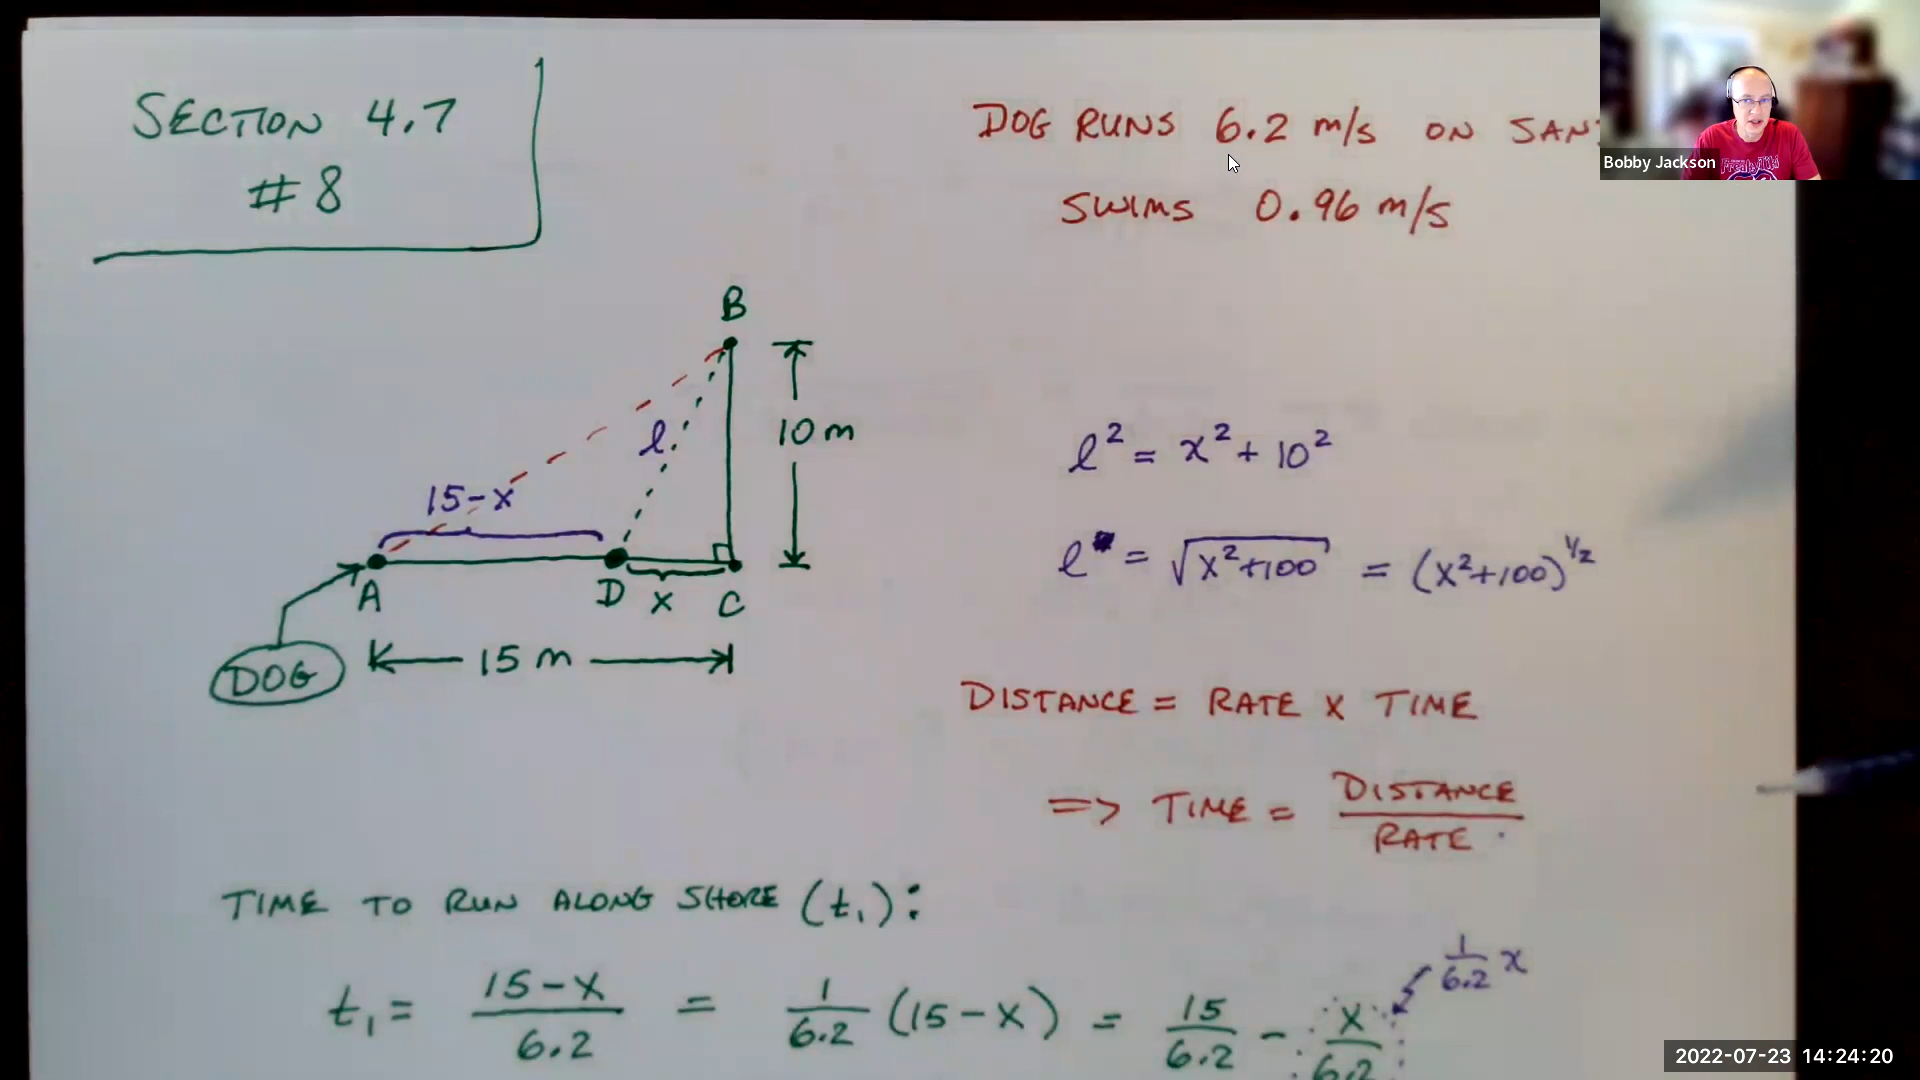 SECTION 4.7
#8
DOG RUNS 6.2 m/s ON
SWIMS 0.96 m/s
Bobby Jackson
B
l
10 m
15-x
A
D
x
C
DOG
15 m
l² = x² + 10²
l = √x²+100 = (x²+100)^1/2
DISTANCE = RATE X TIME
=> TIME = DISTANCE / RATE
TIME TO RUN ALONG SHORE (t₁):
t₁ = 15-x / 6.2 = 1 / 6.2 (15-x) = 15 / 6.2 - x / 6.2
1 / 6.2 x
2022-07-23 14:24:20